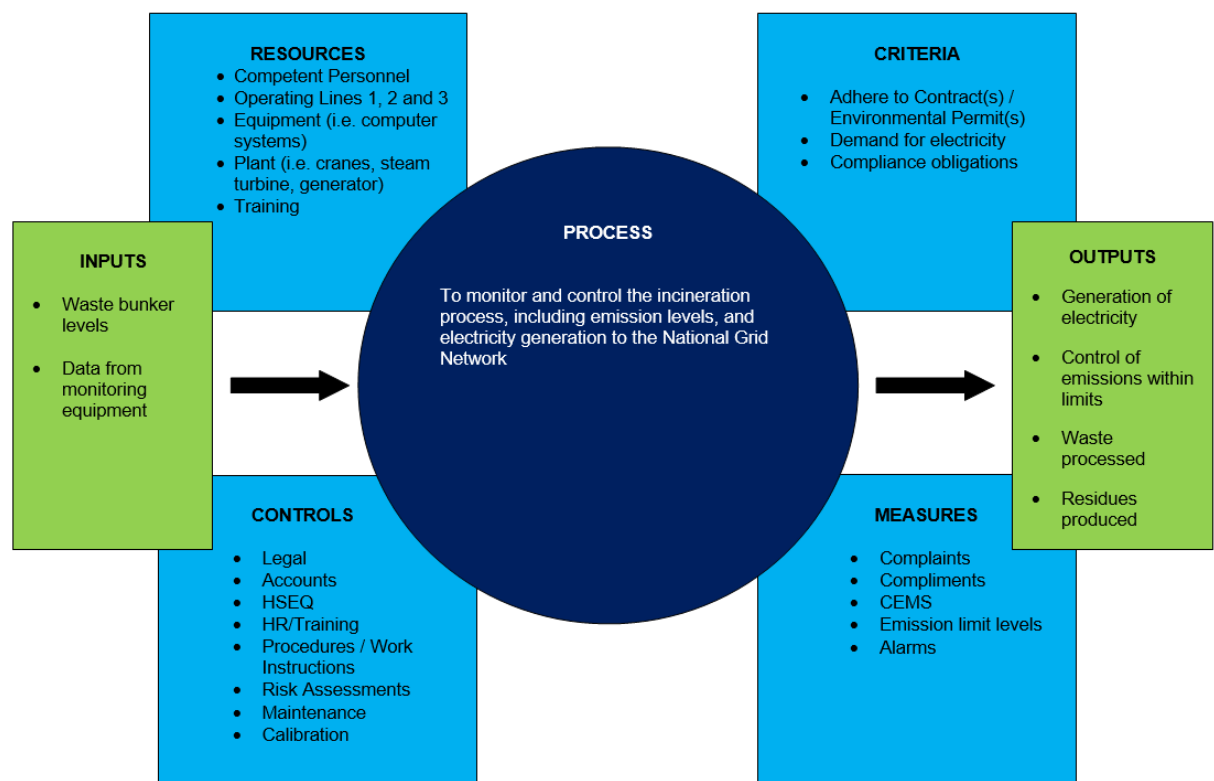 RESOURCES
• Competent Personnel
• Operating Lines 1, 2 and 3
• Equipment (i.e. computer
systems)
• Plant (i.e. cranes, steam
turbine, generator)
• Training
CRITERIA
• Adhere to Contract(s) /
Environmental Permit(s)
• Demand for electricity
• Compliance obligations
INPUTS
• Waste bunker
levels
• Data from
monitoring
equipment
PROCESS
To monitor and control the incineration
process, including emission levels, and
electricity generation to the National Grid
Network
OUTPUTS
• Generation of
electricity
• Control of
emissions within
limits
• Waste
processed
• Residues
produced
CONTROLS
• Legal
• Accounts
• HSEQ
• HR/Training
• Procedures / Work
Instructions
• Risk Assessments
• Maintenance
• Calibration
MEASURES
• Complaints
• Compliments
• CEMS
• Emission limit levels
• Alarms